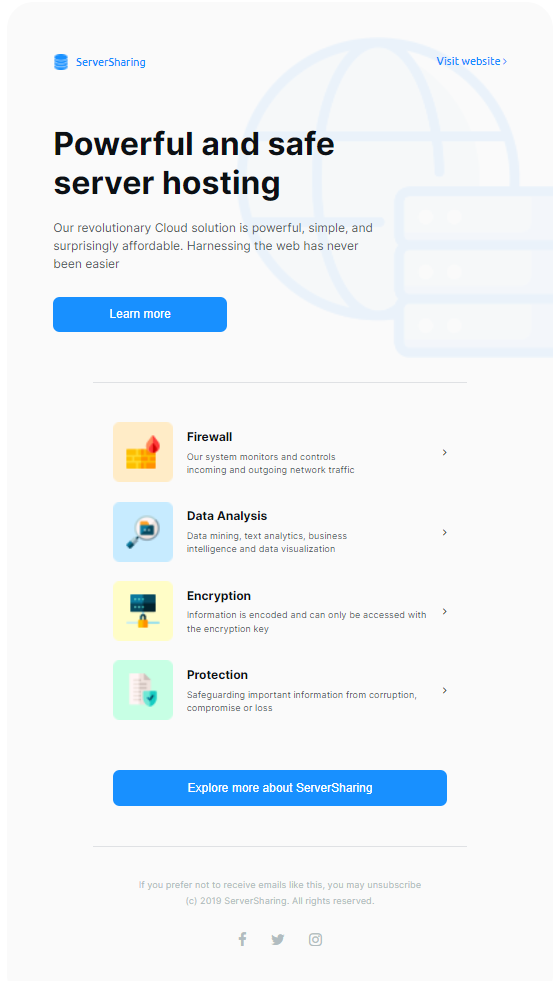 ServerSharing
Visit website ›
Powerful and safe
server hosting
Our revolutionary Cloud solution is powerful, simple, and
surprisingly affordable. Harnessing the web has never
been easier
Learn more
Firewall
Our system monitors and controls
incoming and outgoing network traffic
Data Analysis
Data mining, text analytics, business
intelligence and data visualization
Encryption
Information is encoded and can only be accessed with
the encryption key
Protection
Safeguarding important information from corruption,
compromise or loss
Explore more about ServerSharing
If you prefer not to receive emails like this, you may unsubscribe
(c) 2019 ServerSharing. All rights reserved.